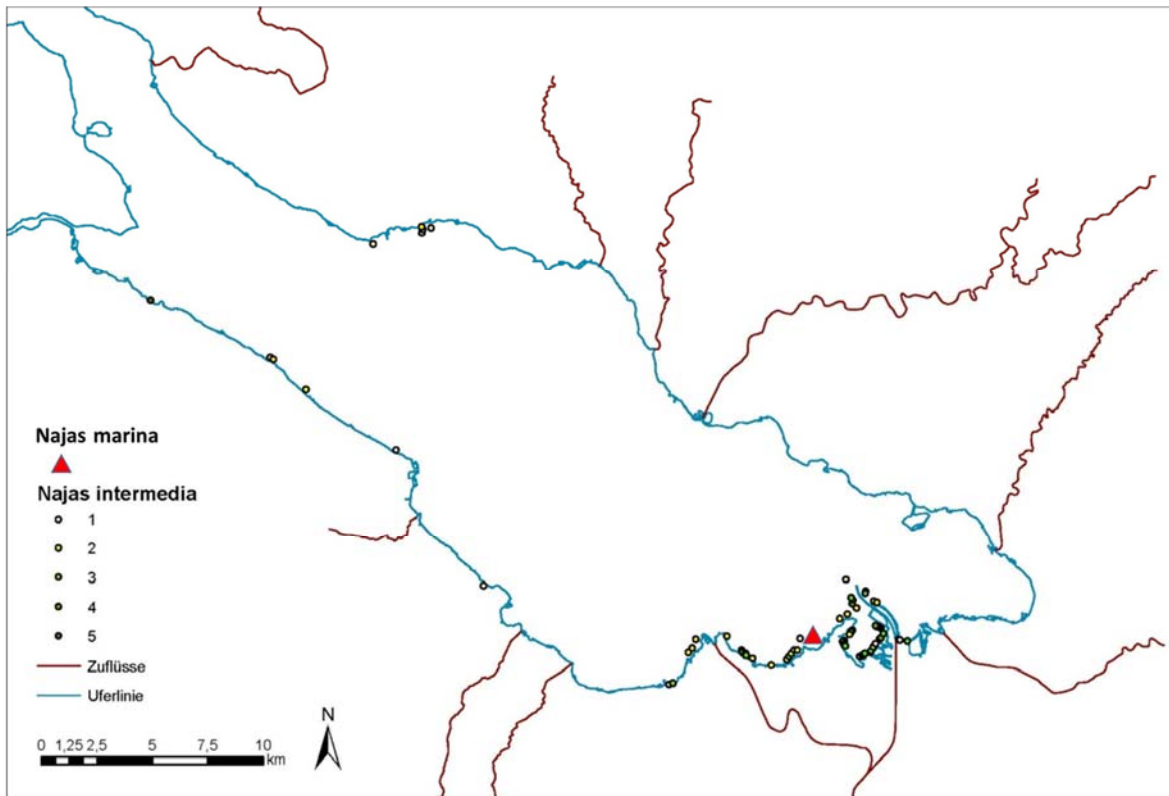 Najas marina
Najas intermedia
1
2
3
4
5
Zuflüsse
Uferlinie
N
0 1,25 2,5 5 7,5 10
km